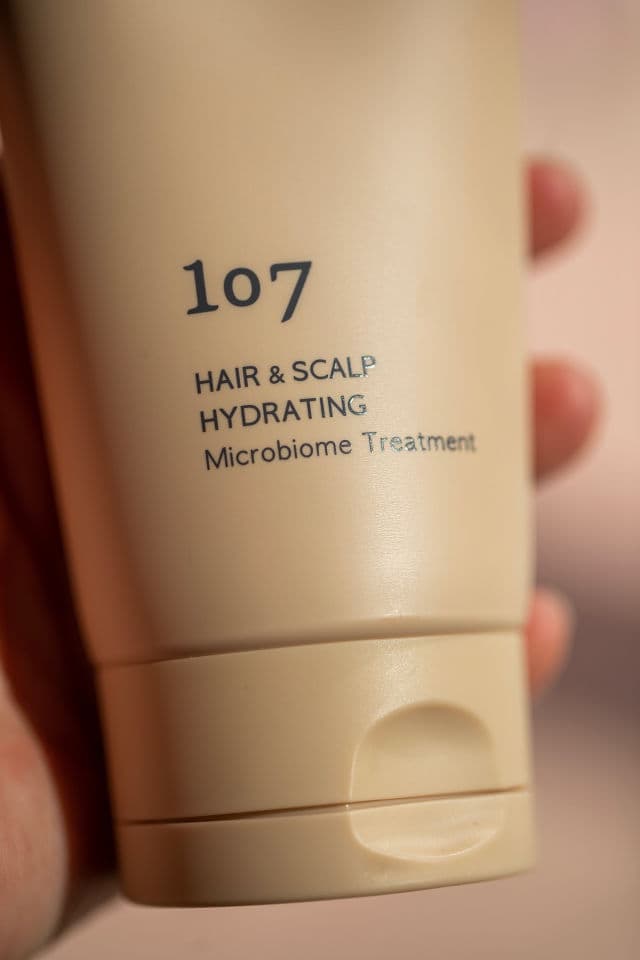 107
HAIR & SCALP
HYDRATING
Microbiome Treatment